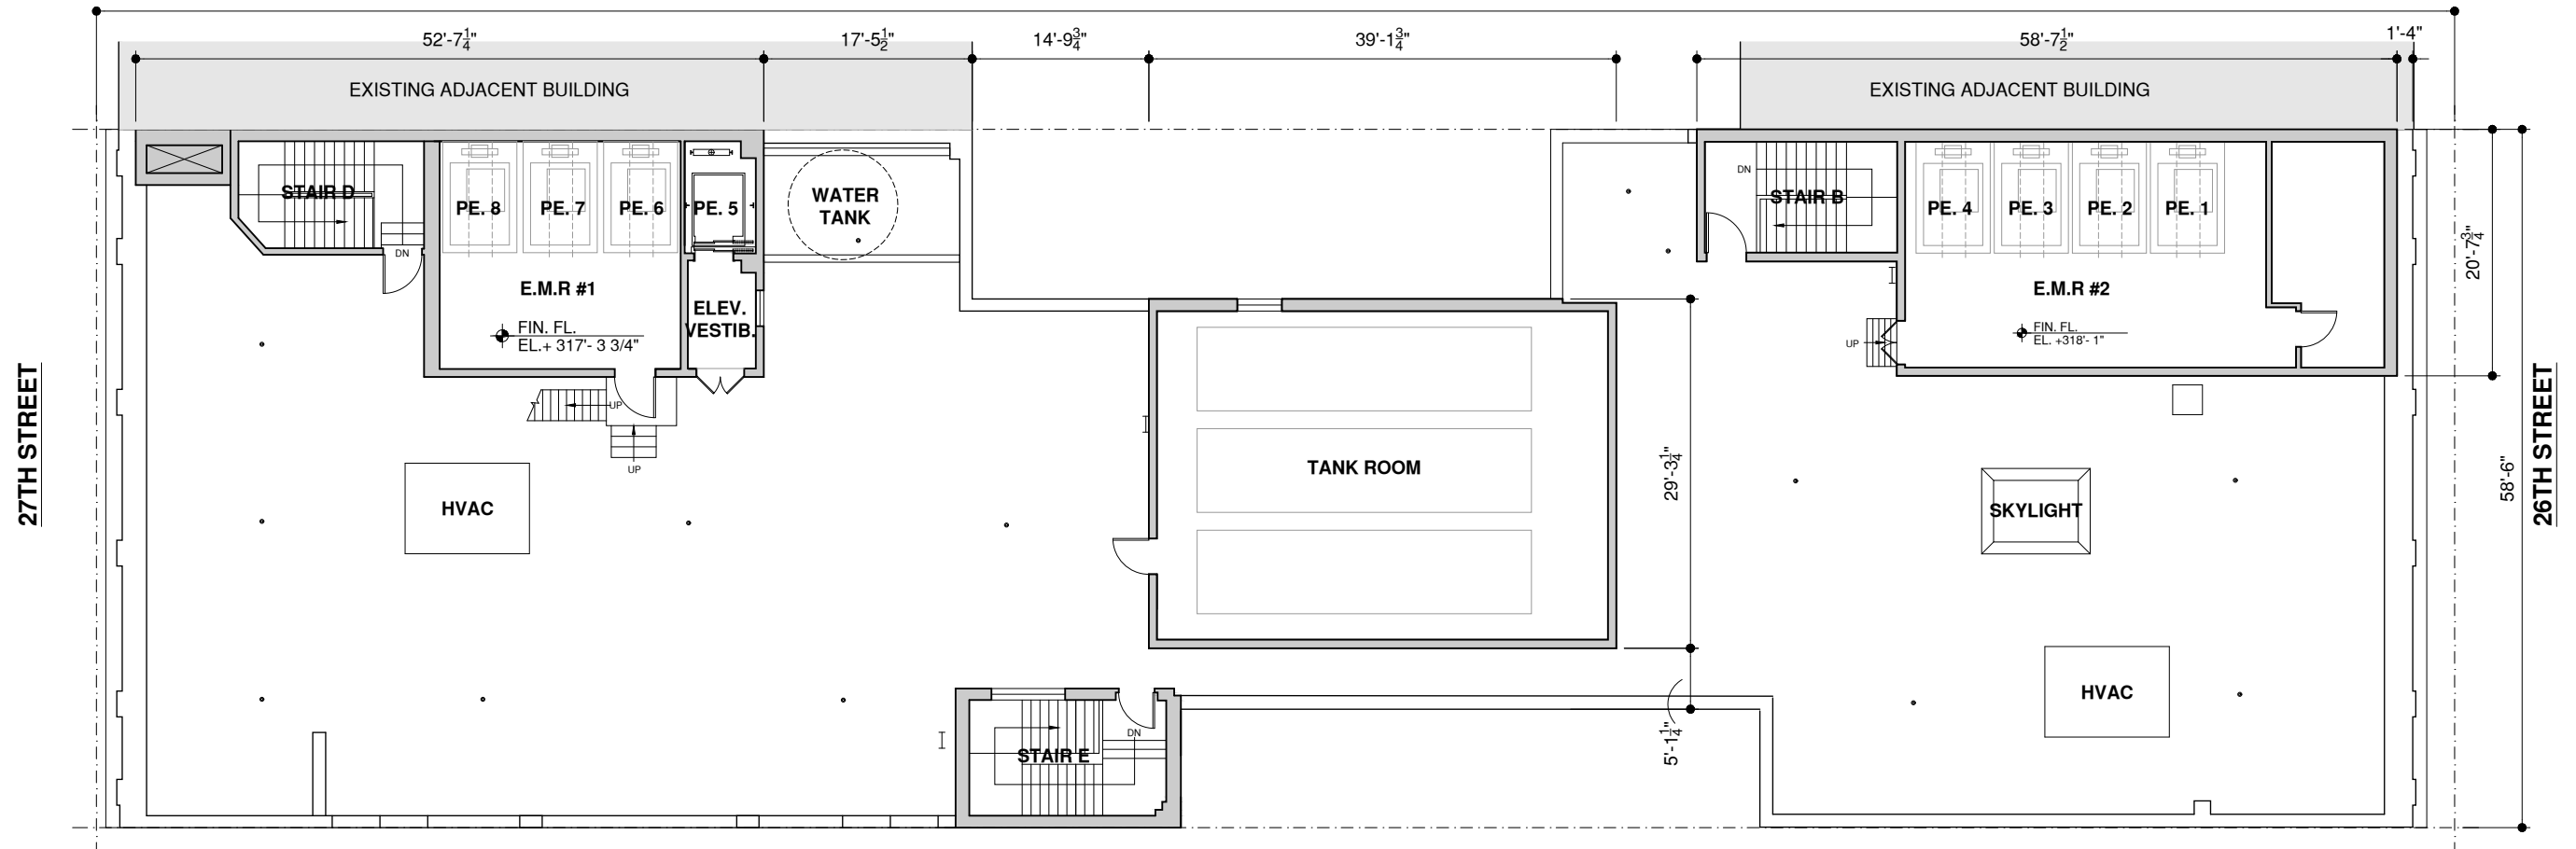 52'-7 1/4"
17'-5 1/2"
14'-9 3/4"
39'-1 3/4"
58'-7 1/2"
1'-4"
EXISTING ADJACENT BUILDING
EXISTING ADJACENT BUILDING
STAIR D
DN
PE. 8
PE. 7
PE. 6
PE. 5
WATER
TANK
E.M.R #1
FIN. FL.
EL.+ 317'- 3 3/4"
ELEV.
VESTIB.
UP
UP
DN
STAIR B
PE. 4
PE. 3
PE. 2
PE. 1
E.M.R #2
FIN. FL.
EL. +318'- 1"
UP
20'-7 3/4"
58'-6"
27TH STREET
26TH STREET
HVAC
TANK ROOM
29'-3 1/4"
SKYLIGHT
HVAC
5'-1 1/4"
STAIR E
DN